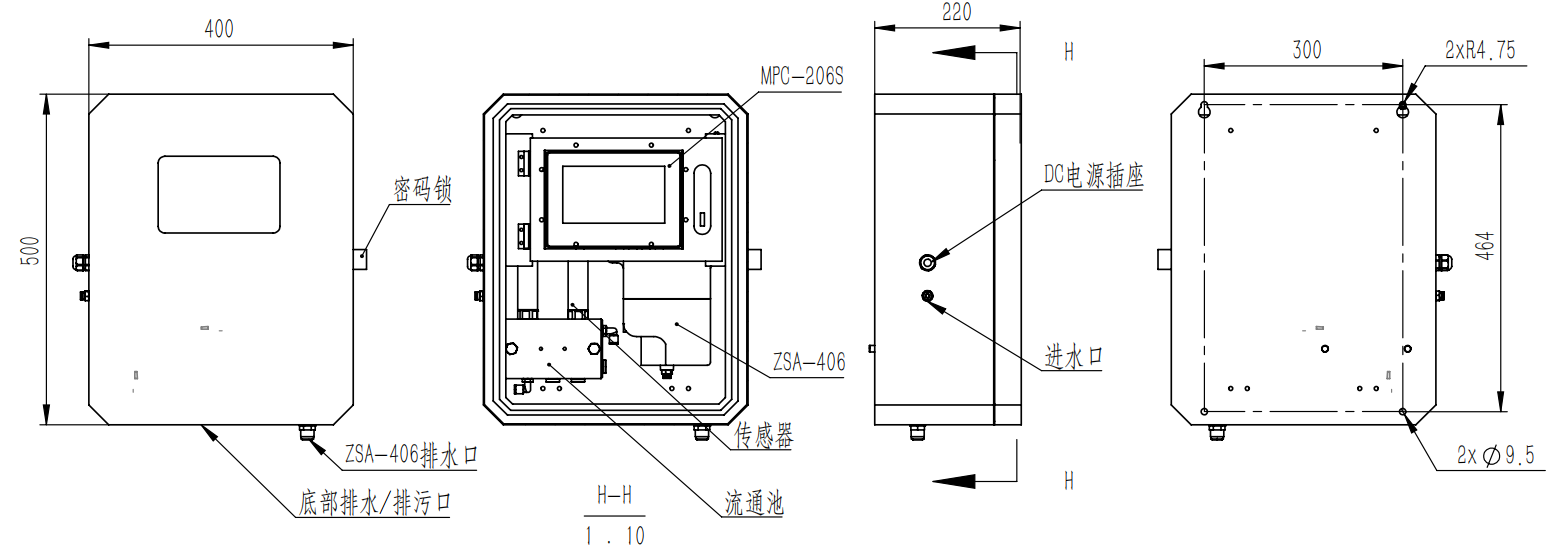 400
500
密码锁
ZSA-406排水口
底部排水/排污口
MPC-206S
ZSA-406
传感器
流通池
H-H
1 . 10
220
H
DC电源插座
进水口
H
300
2xR4.75
464
2xØ9.5